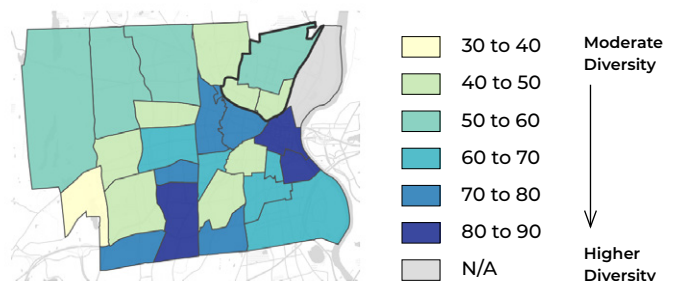 30 to 40
40 to 50
50 to 60
60 to 70
70 to 80
80 to 90
N/A
Moderate
Diversity
Higher
Diversity